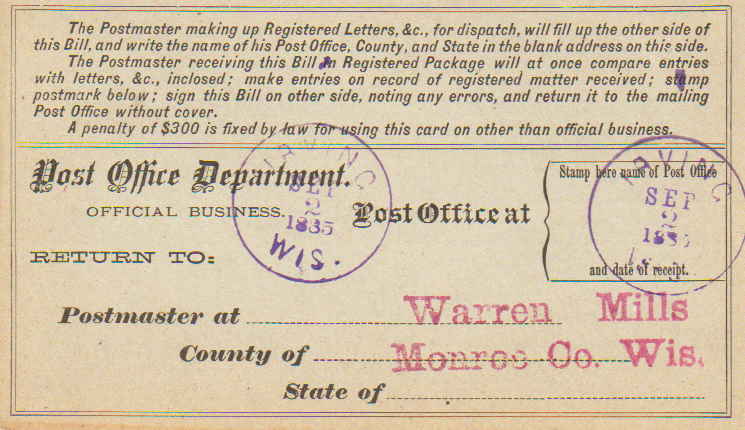 The Postmaster making up Registered Letters, &c., for dispatch, will fill up the other side of
this Bill, and write the name of his Post Office, County, and State in the blank address on this side.
The Postmaster receiving this Bill in Registered Package will at once compare entries
with letters, &c., inclosed; make entries on record of registered matter received; stamp
postmark below; sign this Bill on other side, noting any errors, and return it to the mailing
Post Office without cover.
A penalty of $300 is fixed by law for using this card on other than official business.
Post Office Department.
OFFICIAL BUSINESS.
RETURN TO:
IRVING
SEP
2
1885
WIS.
Post Office at
Stamp here name of Post Office
and date of receipt.
IRVING
SEP
2
188
Postmaster at Warren Mills
County of Monroe Co. Wis.
State of